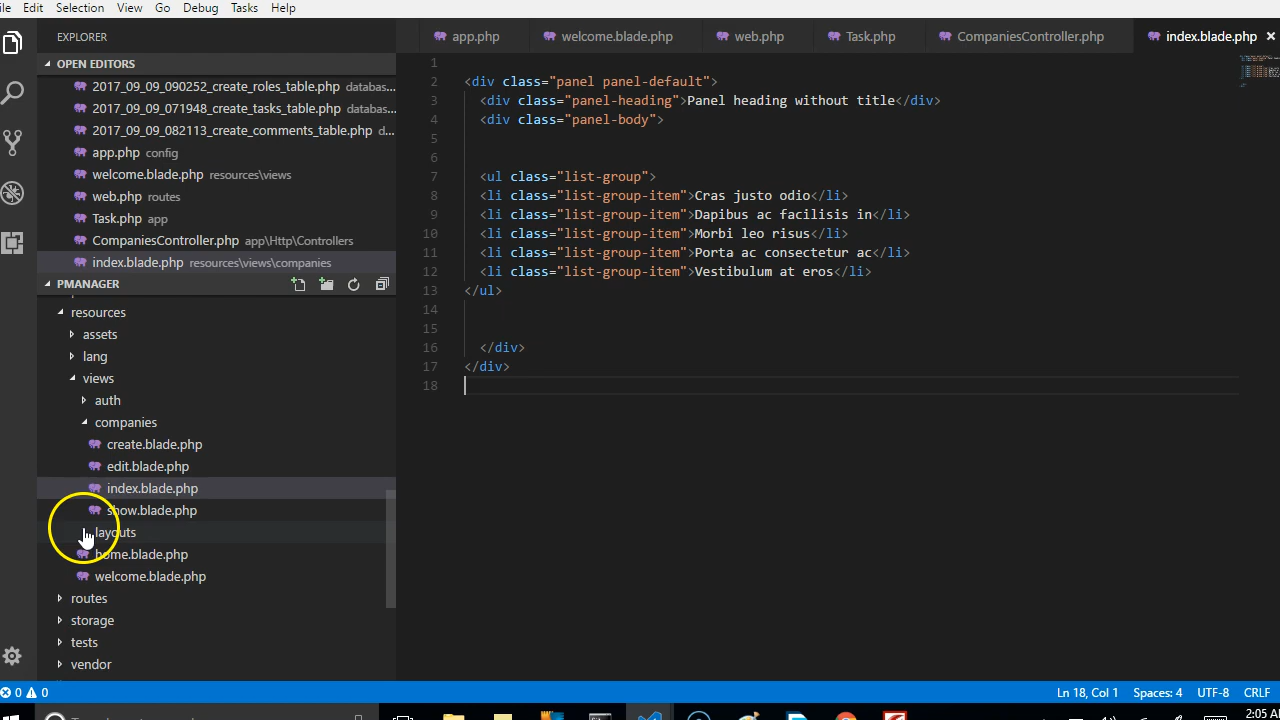 ile Edit Selection View Go Debug Tasks Help
EXPLORER
OPEN EDITORS
2017_09_09_090252_create_roles_table.php databas...
2017_09_09_071948_create_tasks_table.php databas...
2017_09_09_082113_create_comments_table.php d...
app.php config
welcome.blade.php resources\views
web.php routes
Task.php app
CompaniesController.php app\Http\Controllers
index.blade.php resources\views\companies
PMANAGER
resources
assets
lang
views
auth
companies
create.blade.php
edit.blade.php
index.blade.php
show.blade.php
layouts
home.blade.php
welcome.blade.php
routes
storage
tests
vendor
app.php welcome.blade.php web.php Task.php CompaniesController.php index.blade.php
1
2 <div class="panel panel-default">
3 <div class="panel-heading">Panel heading without title</div>
4 <div class="panel-body">
5
6
7 <ul class="list-group">
8 <li class="list-group-item">Cras justo odio</li>
9 <li class="list-group-item">Dapibus ac facilisis in</li>
10 <li class="list-group-item">Morbi leo risus</li>
11 <li class="list-group-item">Porta ac consectetur ac</li>
12 <li class="list-group-item">Vestibulum at eros</li>
13 </ul>
14
15
16 </div>
17 </div>
18
0 0 Ln 18, Col 1 Spaces: 4 UTF-8 CRLF
2:05 AM